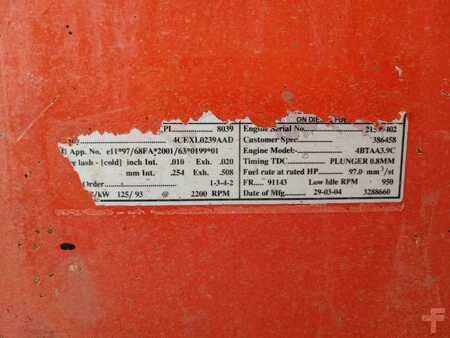 CPL 8039
4CEXL0239AAD
App. No. e11*97/68FA*2001/63*0199*01
lash - [cold] inch Int. .010 Exh. .020
mm Int. .254 Exh. .508
Order 1-3-4-2
/kW 125/ 93 @ 2200 RPM
ON DIESEL FUEL
Engine Serial No.
Customer Spec. 386458
Engine Model- 4BTAA3.9C
Timing TDC PLUNGER 0.8MM
Fuel rate at rated HP 97.0 mm³/st
FR. 91143 Low Idle RPM 950
Date of Mfg. 29-03-04 3288660